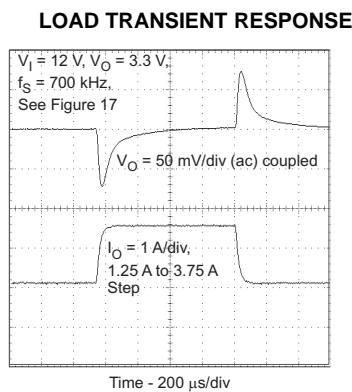 LOAD TRANSIENT RESPONSE
V_I = 12 V, V_O = 3.3 V,
f_S = 700 kHz,
See Figure 17
V_O = 50 mV/div (ac) coupled
I_O = 1 A/div,
1.25 A to 3.75 A
Step
Time - 200 μs/div